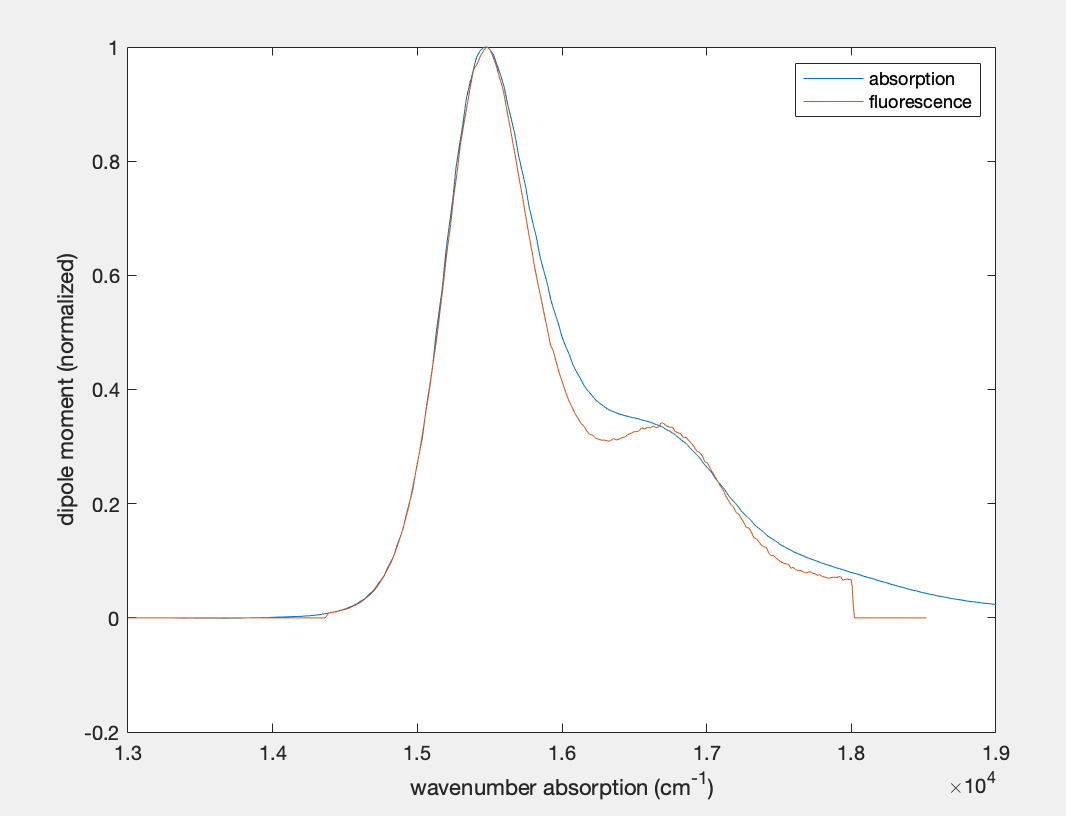 absorption
fluorescence
dipole moment (normalized)
1
0.8
0.6
0.4
0.2
0
-0.2
1.3 1.4 1.5 1.6 1.7 1.8 1.9
×10⁴
wavenumber absorption (cm⁻¹)